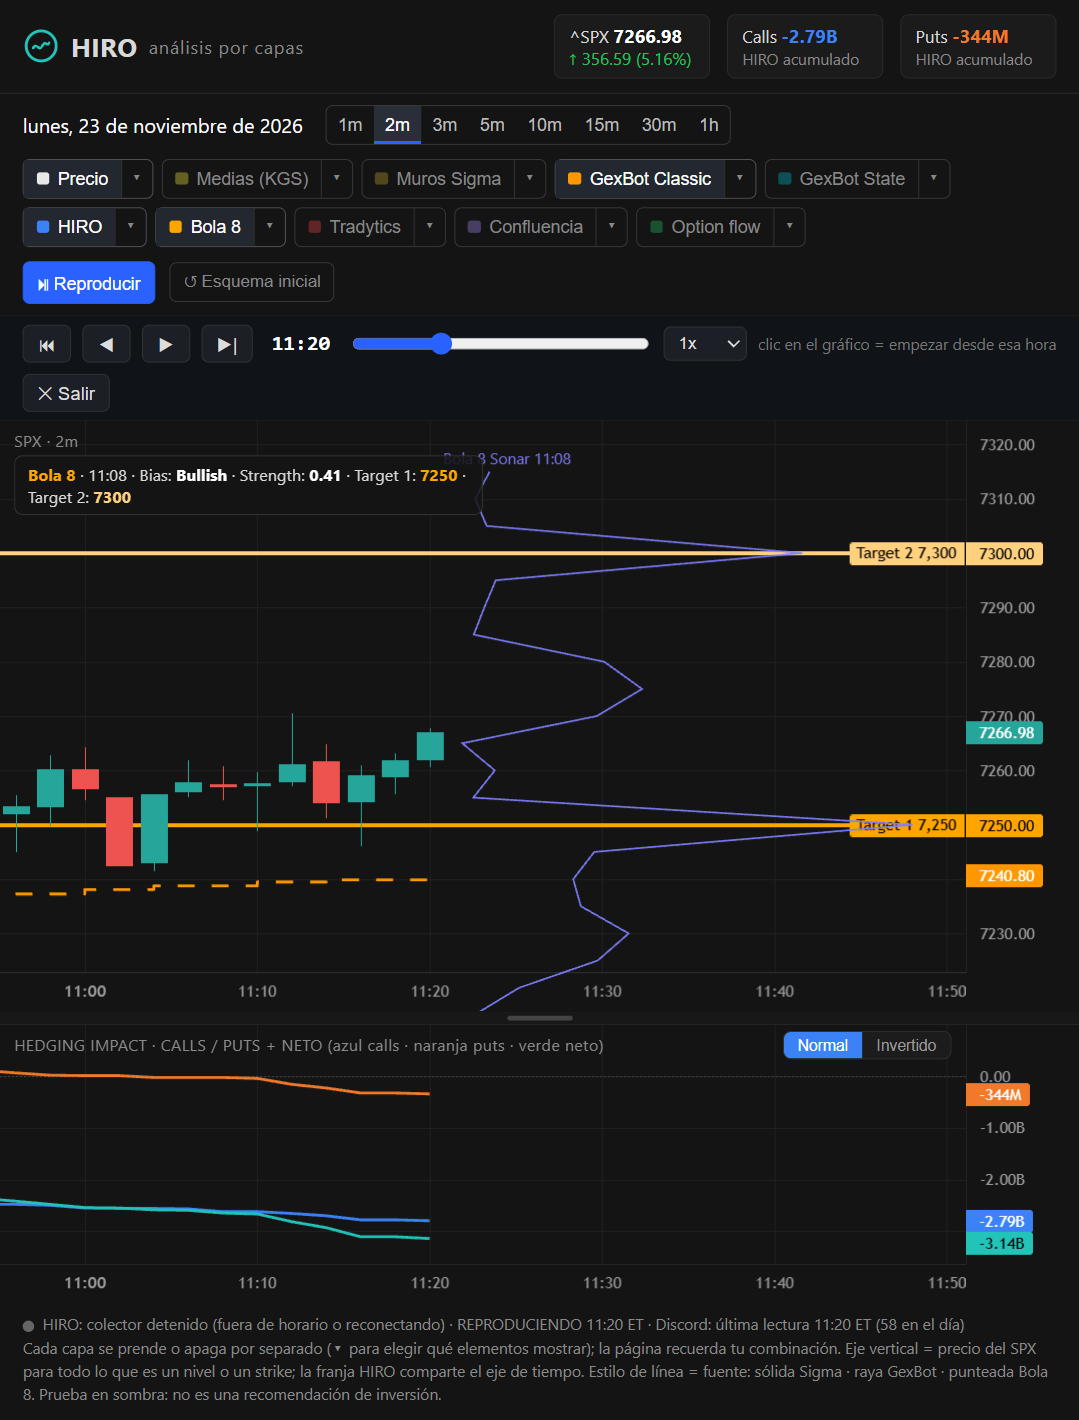 HIRO análisis por capas
^SPX 7266.98
↑ 356.59 (5.16%)
Calls -2.79B
HIRO acumulado
Puts -344M
HIRO acumulado
lunes, 23 de noviembre de 2026
1m 2m 3m 5m 10m 15m 30m 1h
Precio ▾ Medias (KGS) ▾ Muros Sigma ▾ GexBot Classic ▾ GexBot State ▾
HIRO ▾ Bola 8 ▾ Tradytics ▾ Confluencia ▾ Option flow ▾
Reproducir ↺ Esquema inicial
11:20 1x clic en el gráfico = empezar desde esa hora
✕ Salir
SPX · 2m
Bola 8 Sonar 11:08
Bola 8 · 11:08 · Bias: Bullish · Strength: 0.41 · Target 1: 7250 ·
Target 2: 7300
7320.00
7310.00
Target 2 7,300 7300.00
7290.00
7280.00
7270.00
7266.98
7260.00
Target 1 7,250 7250.00
7240.80
7230.00
11:00 11:10 11:20 11:30 11:40 11:50
HEDGING IMPACT · CALLS / PUTS + NETO (azul calls · naranja puts · verde neto)
Normal Invertido
0.00
-344M
-1.00B
-2.00B
-2.79B
-3.14B
11:00 11:10 11:20 11:30 11:40 11:50
HIRO: colector detenido (fuera de horario o reconectando) · REPRODUCIENDO 11:20 ET · Discord: última lectura 11:20 ET (58 en el día)
Cada capa se prende o apaga por separado (▾ para elegir qué elementos mostrar); la página recuerda tu combinación. Eje vertical = precio del SPX
para todo lo que es un nivel o un strike; la franja HIRO comparte el eje de tiempo. Estilo de línea = fuente: sólida Sigma · raya GexBot · punteada Bola
8. Prueba en sombra: no es una recomendación de inversión.